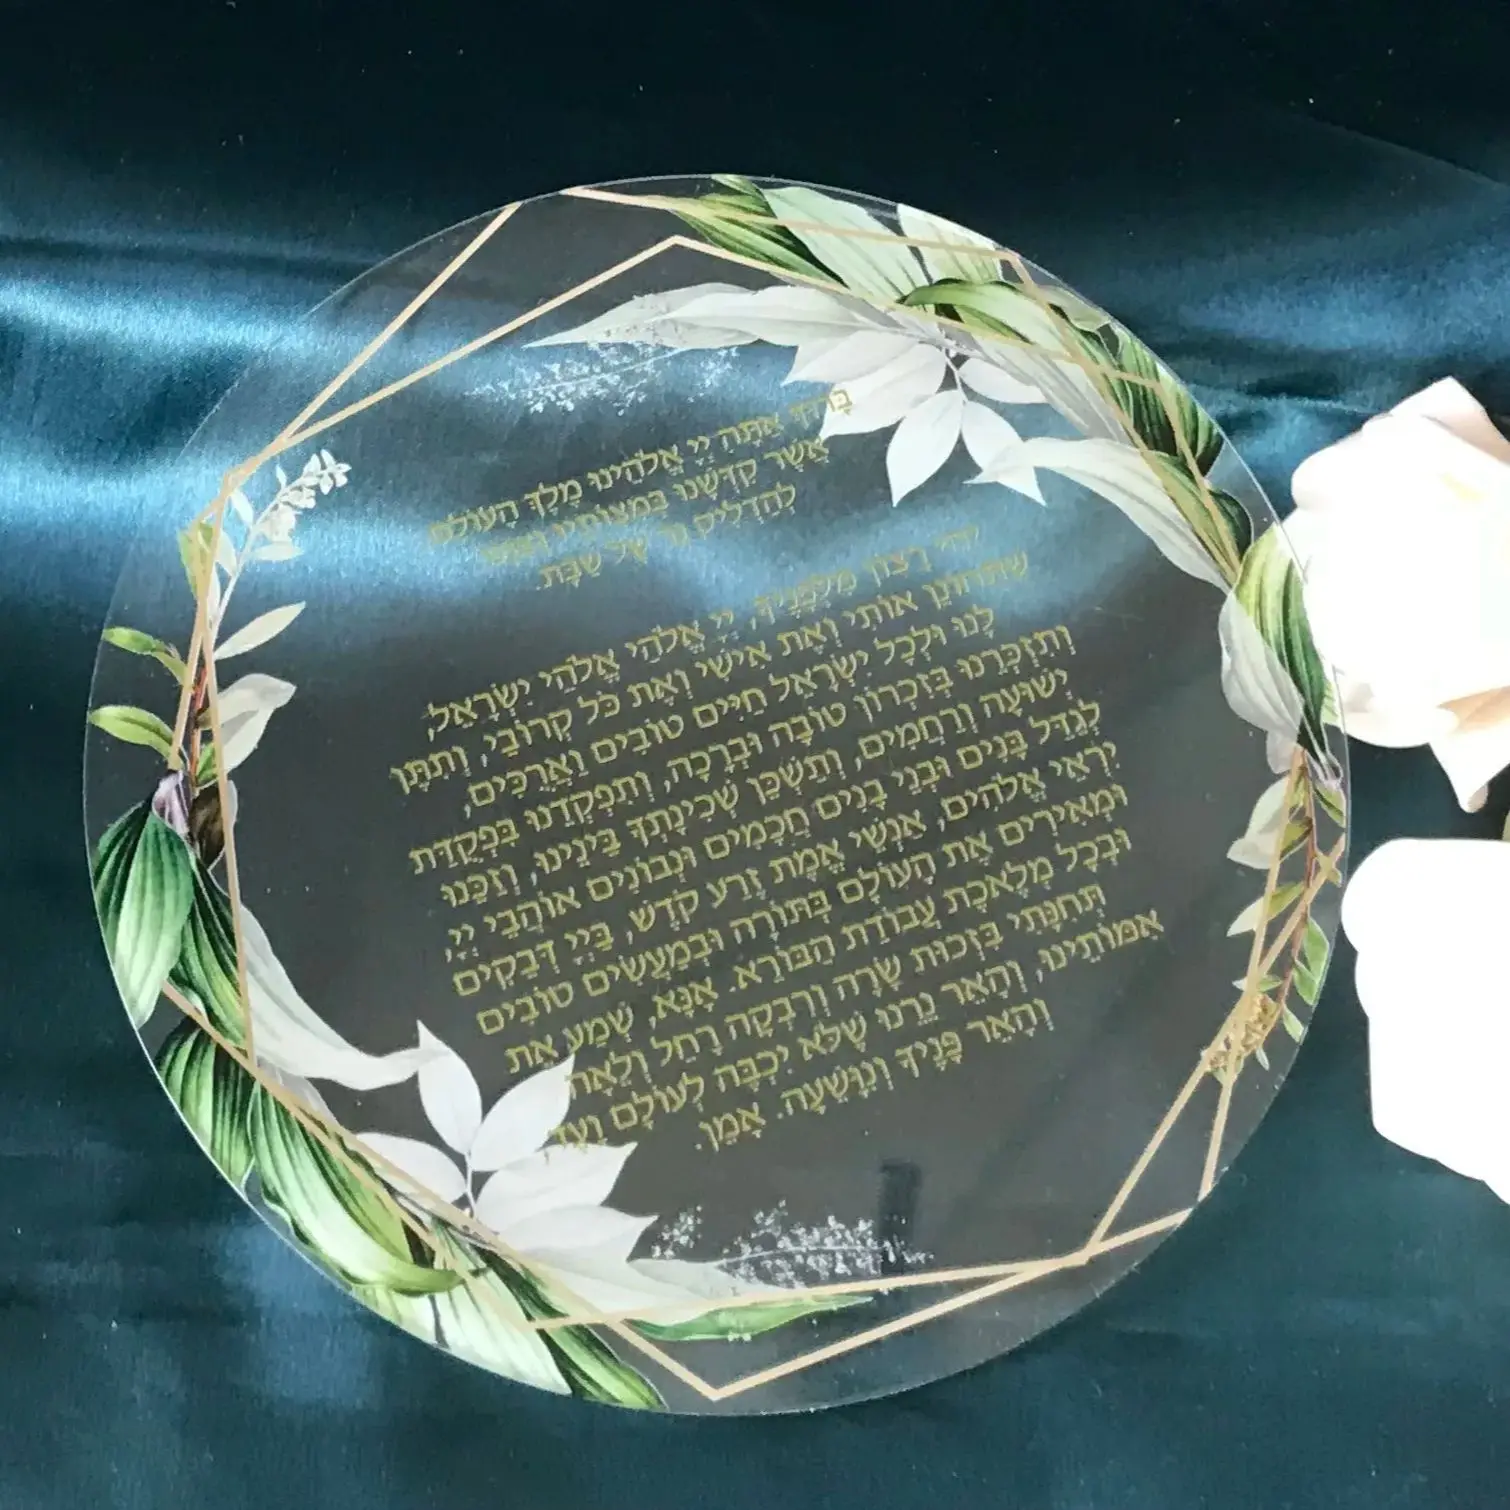 בָּרוּךְ אַתָּה יְיָ אֱלֹהֵינוּ מֶלֶךְ הָעוֹלָם
אֲשֶׁר קִדְּשָׁנוּ בְּמִצְוֹתָיו וְצִוָּנוּ
לְהַדְלִיק נֵר שֶׁל שַׁבָּת.
יְהִי רָצוֹן מִלְּפָנֶיךָ, יְיָ אֱלֹהַי אֱלֹהֵי יִשְׂרָאֵל,
שֶׁתְּחוֹנֵן אוֹתִי וְאֶת אִישִׁי וְאֶת כֹּל קְרוֹבַי, וְתִתֵּן
לָנוּ וּלְכָל יִשְׂרָאֵל חַיִּים טוֹבִים וַאֲרֻכִּים,
וְתִזְכְּרֵנוּ בְּזִכְרוֹן טוֹבָה וּבְרָכָה, וְתִפְקְדֵנוּ בִּפְקֻדַּת
יְשׁוּעָה וְרַחֲמִים, וְתַשְׁכֵּן שְׁכִינָתְךָ בֵּינֵינוּ, וְזַכֵּנוּ
לְגַדֵּל בָּנִים וּבְנֵי בָנִים חֲכָמִים וּנְבוֹנִים אוֹהֲבֵי יְיָ,
יִרְאֵי אֱלֹהִים, אַנְשֵׁי אֱמֶת זֶרַע קֹדֶשׁ, בַּיְיָ דְּבֵקִים
וּמְאִירִים אֶת הָעוֹלָם בַּתּוֹרָה וּבְמַעֲשִׂים טוֹבִים
וּבְכָל מְלֶאכֶת עֲבוֹדַת הַבּוֹרֵא. אָנָּא, שְׁמַע אֶת
תְּחִנָּתִי בִּזְכוּת שָׂרָה וְרִבְקָה רָחֵל וְלֵאָה
אִמּוֹתֵינוּ, וְהָאֵר נֵרֵנוּ שֶׁלֹּא יִכְבֶּה לְעוֹלָם וָעֶד
וְהָאֵר פָּנֶיךָ וְנִוָּשֵׁעָה. אָמֵן.